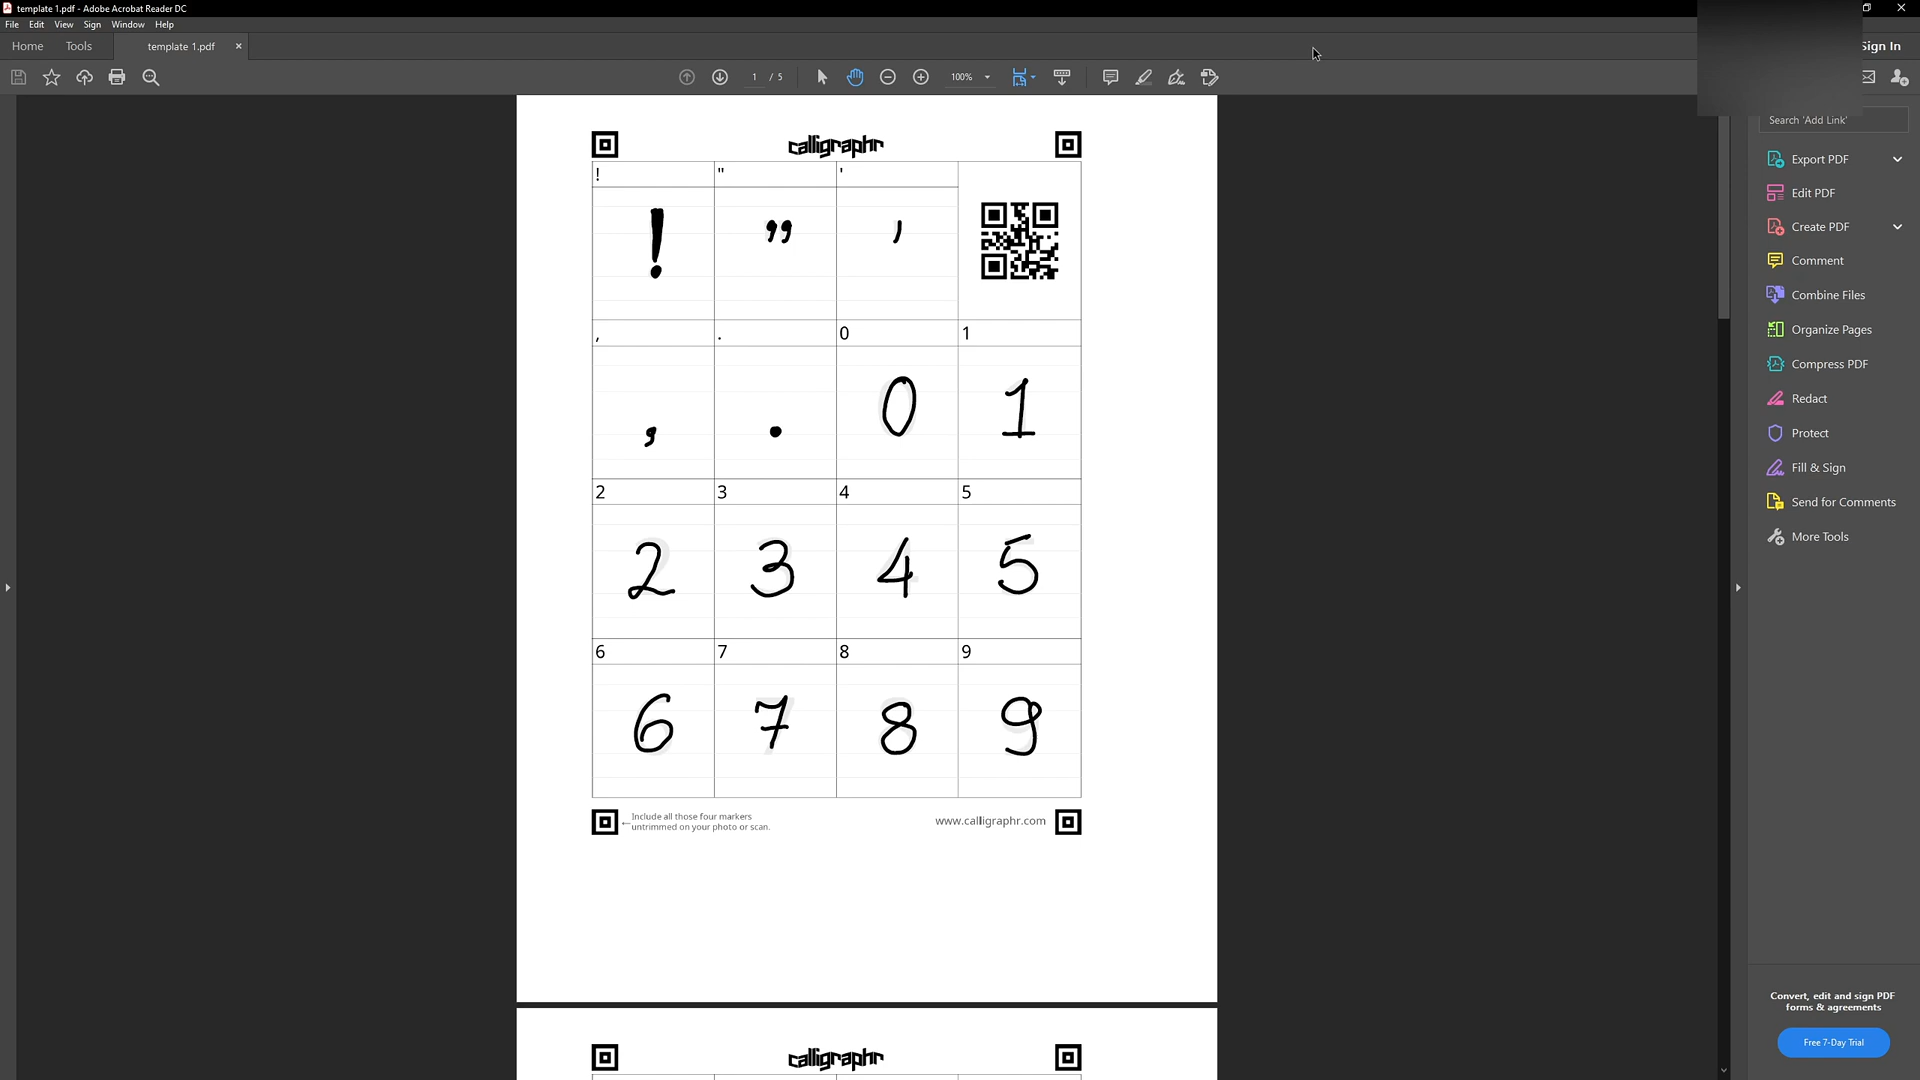 template 1.pdf - Adobe Acrobat Reader DC
File Edit View Sign Window Help
Home Tools template 1.pdf × Sign In
1 / 5 100%
Search 'Add Link'
Export PDF
Edit PDF
Create PDF
Comment
Combine Files
Organize Pages
Compress PDF
Redact
Protect
Fill & Sign
Send for Comments
More Tools
Convert, edit and sign PDF
forms & agreements
Free 7-Day Trial
calligraphr
! " '
! " '
, . 0 1
, . 0 1
2 3 4 5
2 3 4 5
6 7 8 9
6 7 8 9
←Include all those four markers
untrimmed on your photo or scan.
www.calligraphr.com
calligraphr